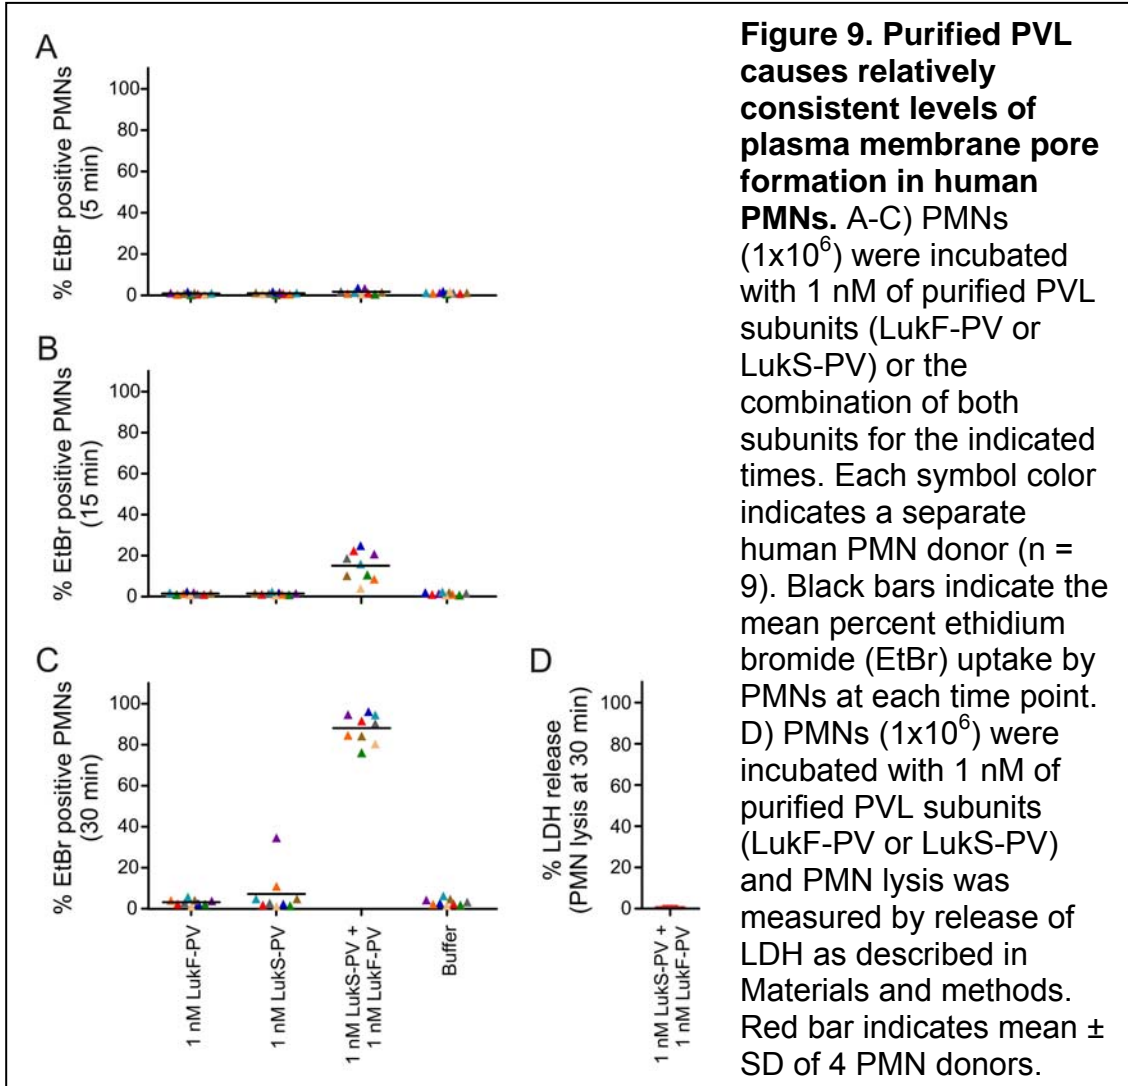 A
% EtBr positive PMNs
(5 min)
100
80
60
40
20
0
B
% EtBr positive PMNs
(15 min)
100
80
60
40
20
0
C
% EtBr positive PMNs
(30 min)
100
80
60
40
20
0
1 nM LukF-PV
1 nM LukS-PV
1 nM LukS-PV +
1 nM LukF-PV
Buffer
D
% LDH release
(PMN lysis at 30 min)
100
80
60
40
20
0
1 nM LukS-PV +
1 nM LukF-PV
Figure 9. Purified PVL
causes relatively
consistent levels of
plasma membrane pore
formation in human
PMNs. A-C) PMNs
(1x10⁶) were incubated
with 1 nM of purified PVL
subunits (LukF-PV or
LukS-PV) or the
combination of both
subunits for the indicated
times. Each symbol color
indicates a separate
human PMN donor (n =
9). Black bars indicate the
mean percent ethidium
bromide (EtBr) uptake by
PMNs at each time point.
D) PMNs (1x10⁶) were
incubated with 1 nM of
purified PVL subunits
(LukF-PV or LukS-PV)
and PMN lysis was
measured by release of
LDH as described in
Materials and methods.
Red bar indicates mean ±
SD of 4 PMN donors.